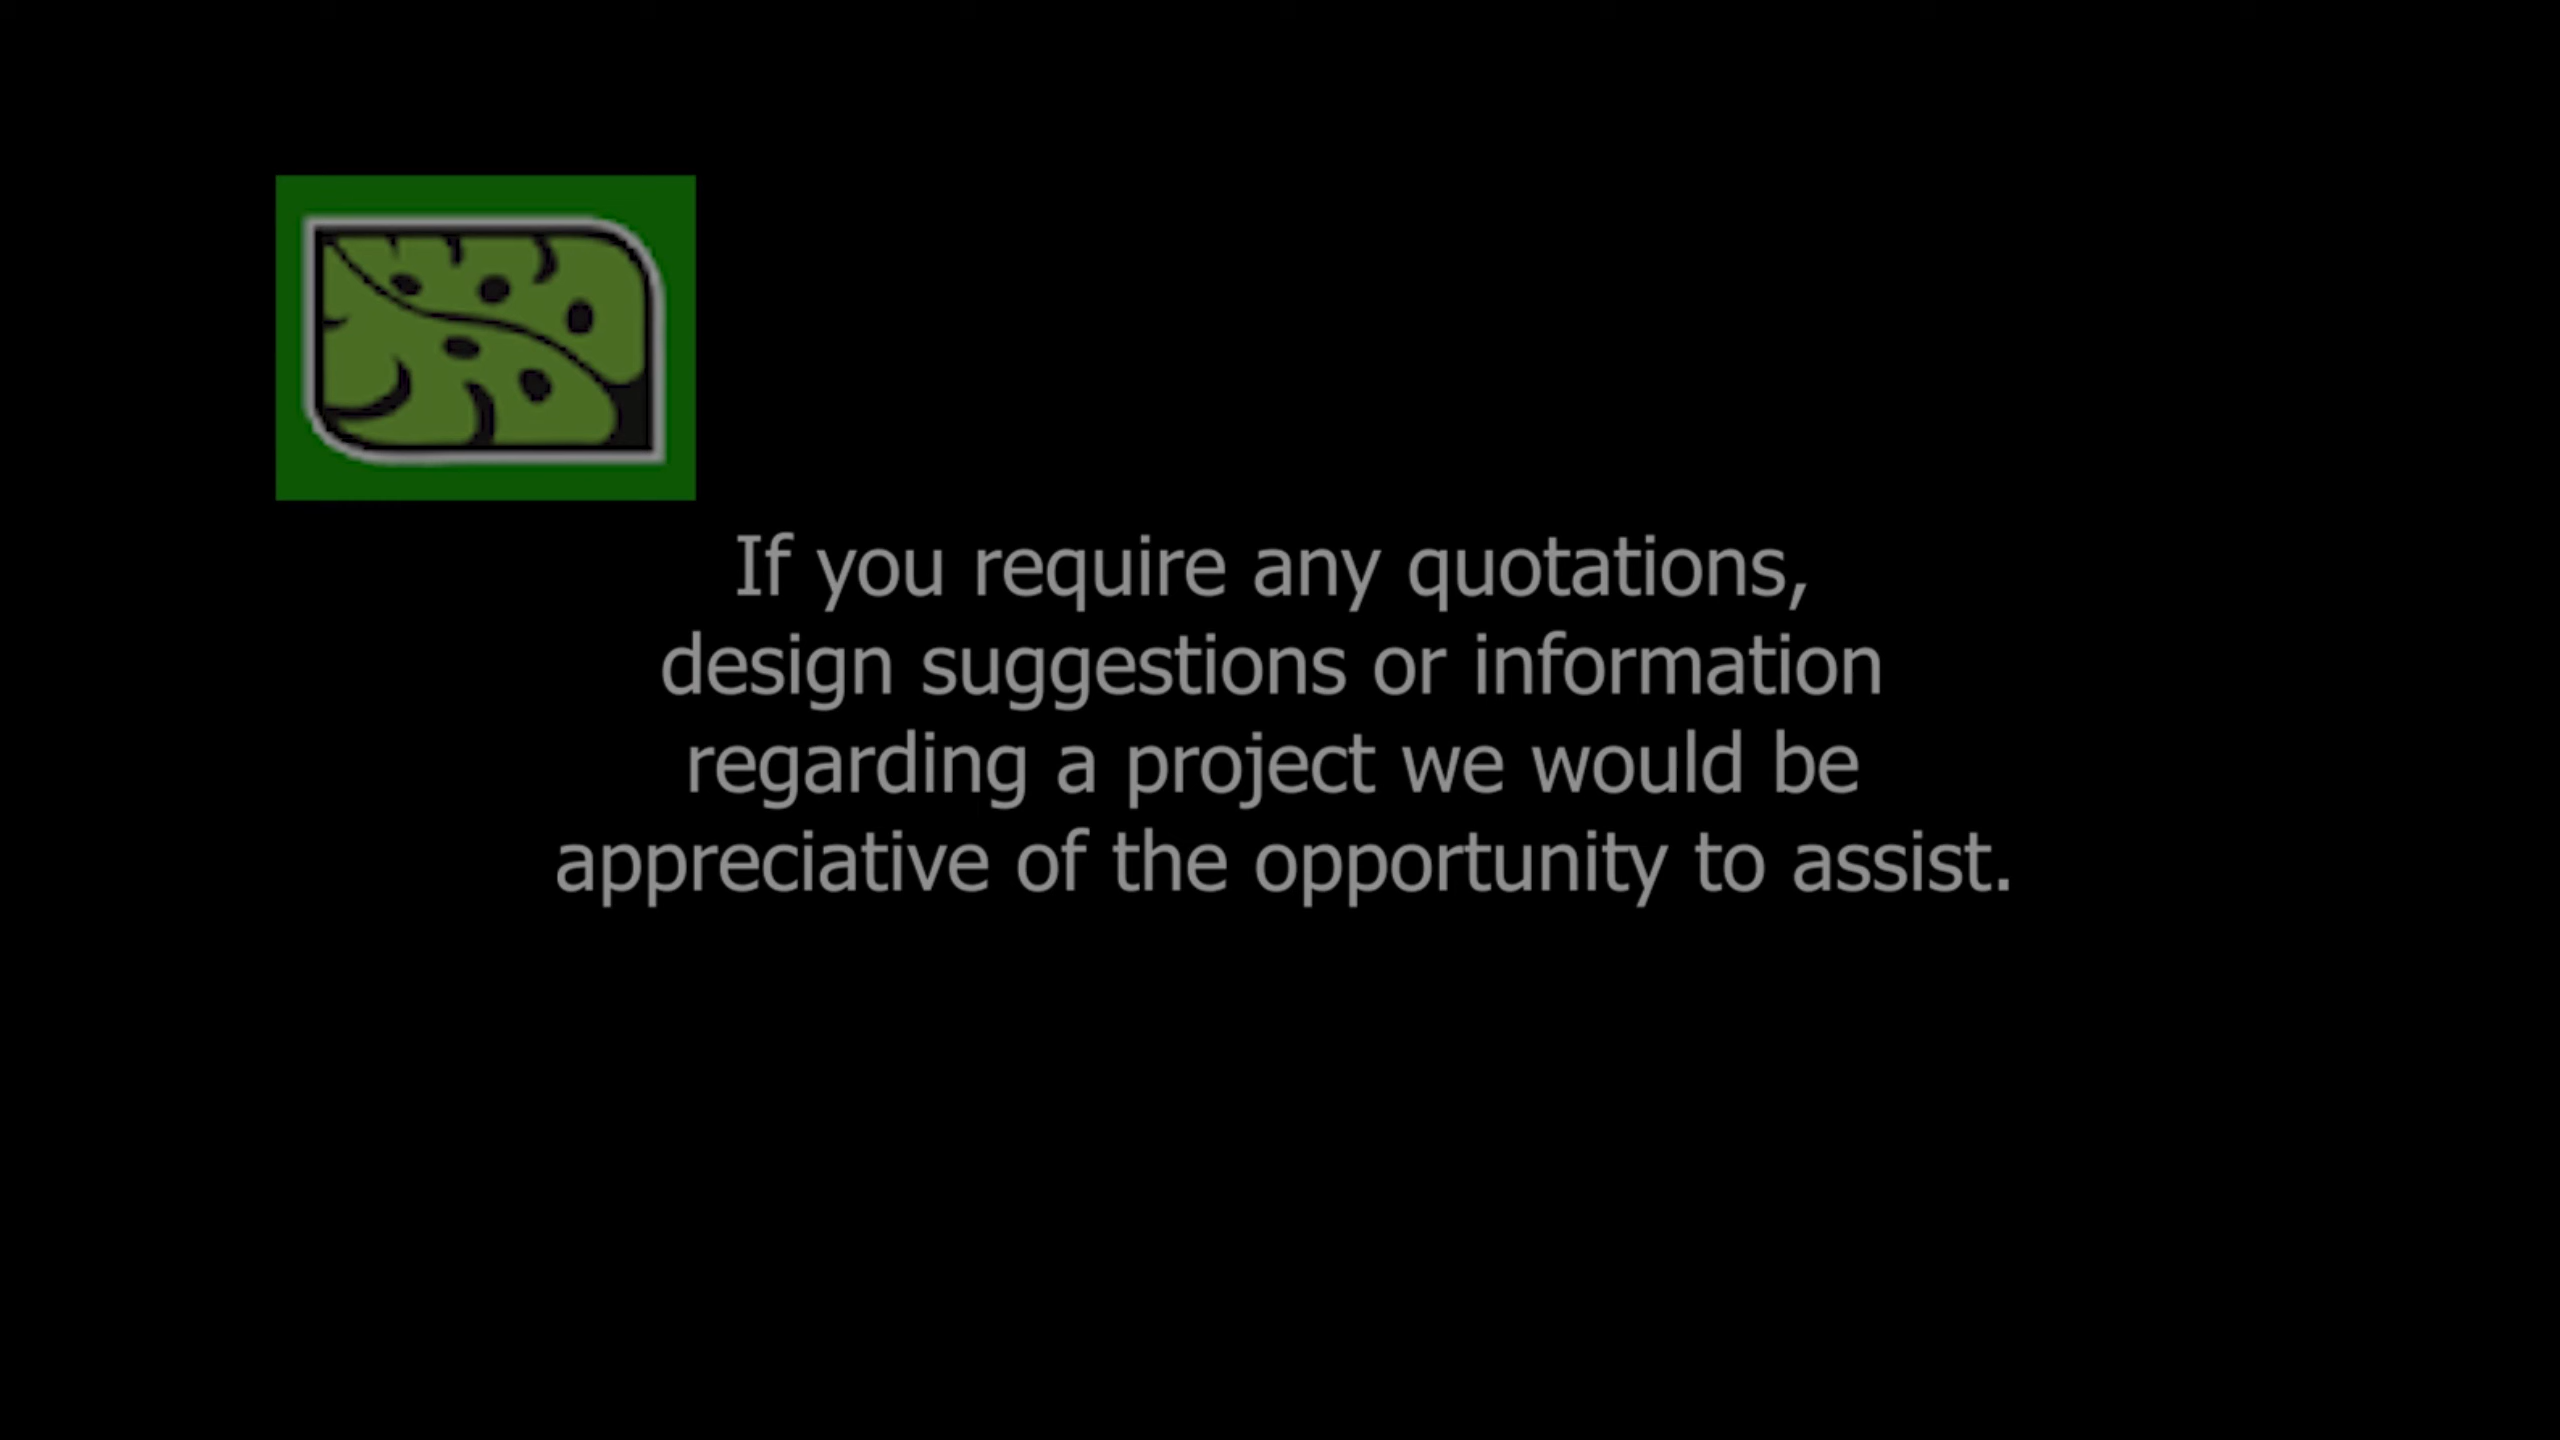 If you require any quotations,
design suggestions or information
regarding a project we would be
appreciative of the opportunity to assist.